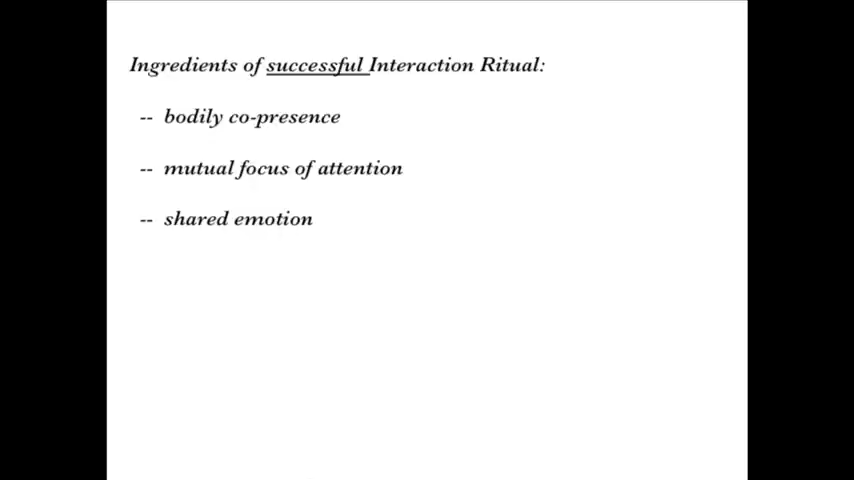 Ingredients of successful Interaction Ritual:
-- bodily co-presence
-- mutual focus of attention
-- shared emotion